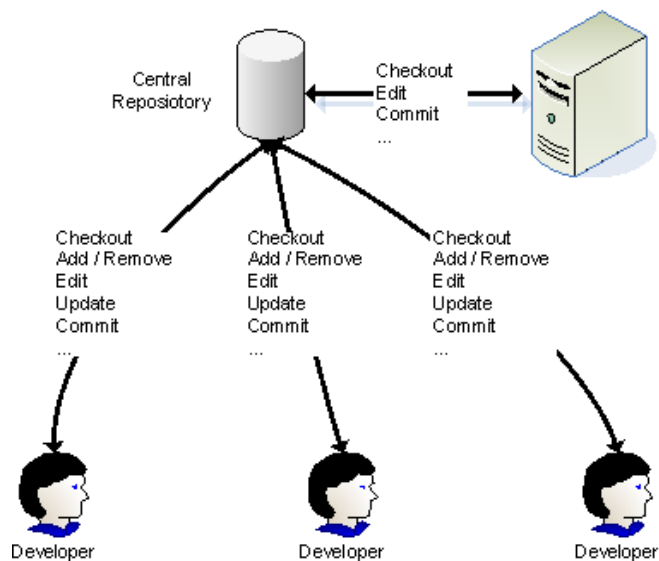 Central
Reposiotory
Checkout
Edit
Commit
...
Checkout
Add / Remove
Edit
Update
Commit
...
Checkout
Add / Remove
Edit
Update
Commit
...
Checkout
Add / Remove
Edit
Update
Commit
...
Developer
Developer
Developer